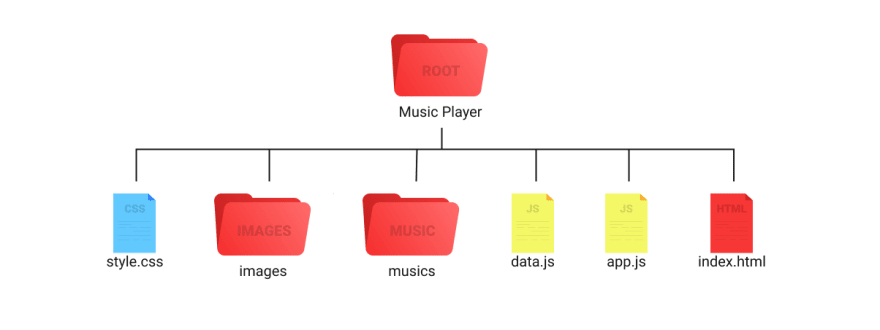 ROOT
Music Player
CSS
IMAGES
MUSIC
JS
JS
HTML
style.css
images
musics
data.js
app.js
index.html